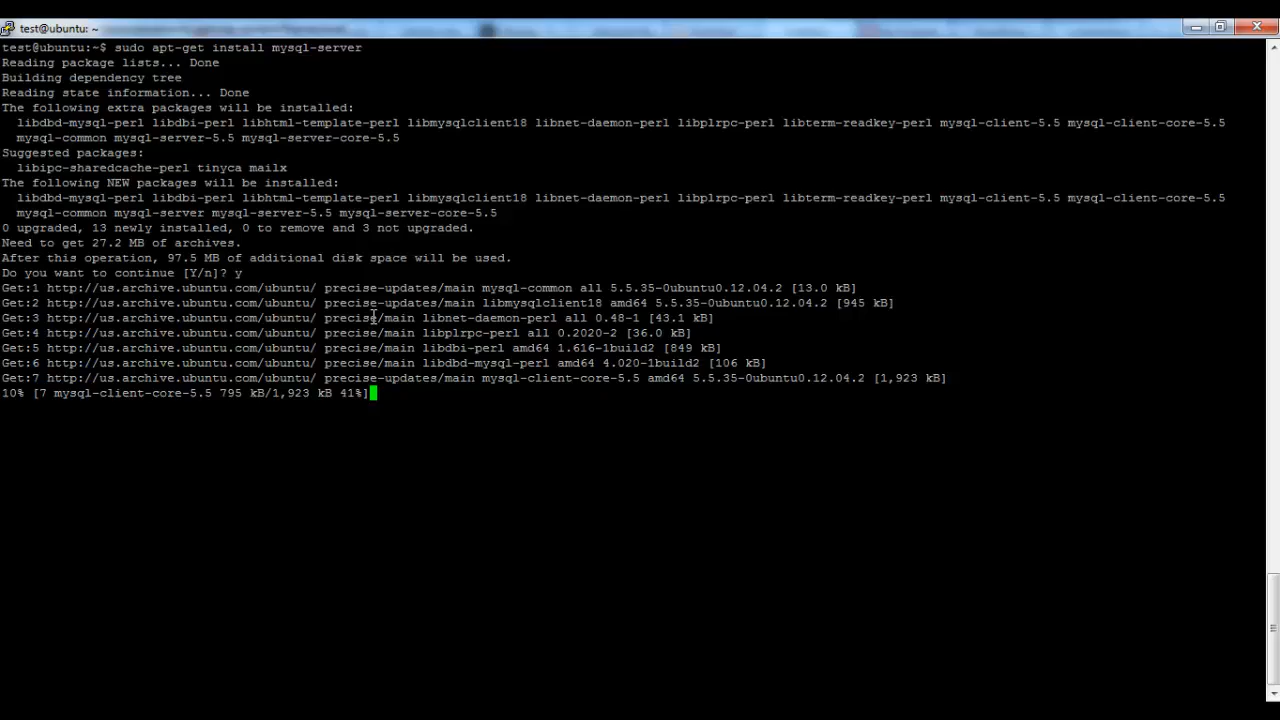 test@ubuntu: ~
test@ubuntu:~$ sudo apt-get install mysql-server
Reading package lists... Done
Building dependency tree
Reading state information... Done
The following extra packages will be installed:
libdbd-mysql-perl libdbi-perl libhtml-template-perl libmysqlclient18 libnet-daemon-perl libplrpc-perl libterm-readkey-perl mysql-client-5.5 mysql-client-core-5.5
mysql-common mysql-server-5.5 mysql-server-core-5.5
Suggested packages:
libipc-sharedcache-perl tinyca mailx
The following NEW packages will be installed:
libdbd-mysql-perl libdbi-perl libhtml-template-perl libmysqlclient18 libnet-daemon-perl libplrpc-perl libterm-readkey-perl mysql-client-5.5 mysql-client-core-5.5
mysql-common mysql-server mysql-server-5.5 mysql-server-core-5.5
0 upgraded, 13 newly installed, 0 to remove and 3 not upgraded.
Need to get 27.2 MB of archives.
After this operation, 97.5 MB of additional disk space will be used.
Do you want to continue [Y/n]? y
Get:1 http://us.archive.ubuntu.com/ubuntu/ precise-updates/main mysql-common all 5.5.35-0ubuntu0.12.04.2 [13.0 kB]
Get:2 http://us.archive.ubuntu.com/ubuntu/ precise-updates/main libmysqlclient18 amd64 5.5.35-0ubuntu0.12.04.2 [945 kB]
Get:3 http://us.archive.ubuntu.com/ubuntu/ precise/main libnet-daemon-perl all 0.48-1 [43.1 kB]
Get:4 http://us.archive.ubuntu.com/ubuntu/ precise/main libplrpc-perl all 0.2020-2 [36.0 kB]
Get:5 http://us.archive.ubuntu.com/ubuntu/ precise/main libdbi-perl amd64 1.616-1build2 [849 kB]
Get:6 http://us.archive.ubuntu.com/ubuntu/ precise/main libdbd-mysql-perl amd64 4.020-1build2 [106 kB]
Get:7 http://us.archive.ubuntu.com/ubuntu/ precise-updates/main mysql-client-core-5.5 amd64 5.5.35-0ubuntu0.12.04.2 [1,923 kB]
10% [7 mysql-client-core-5.5 795 kB/1,923 kB 41%]